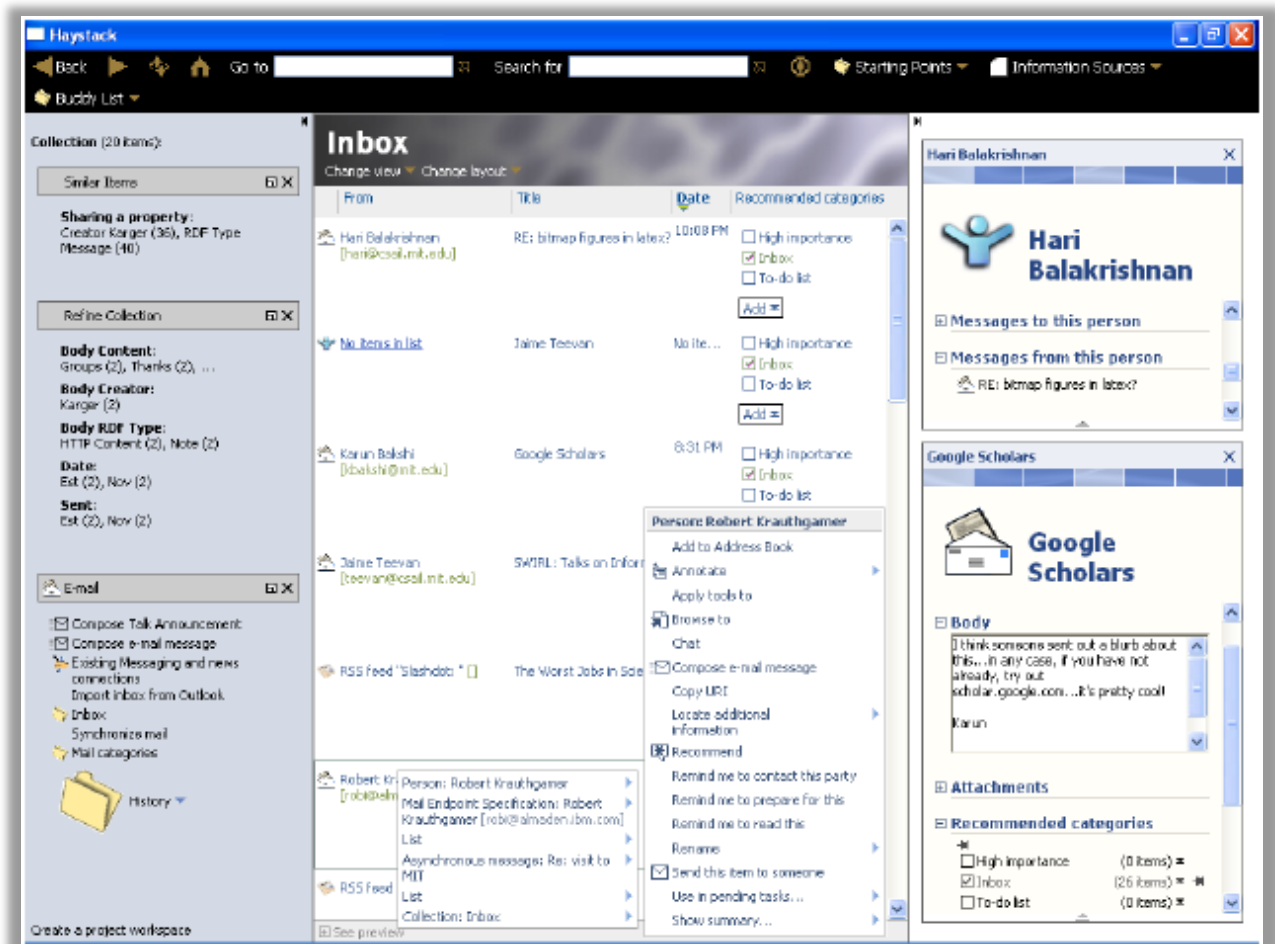 Haystack
Back
Go to
Search for
Starting Points
Information Sources
Buddy List
Collection (20 items):
Similar Items
Sharing a property:
Creator Karger (36), RDF Type
Message (40)
Refine Collection
Body Content:
Groups (2), Thanks (2), ...
Body Creator:
Karger (2)
Body RDF Type:
HTTP Content (2), Note (2)
Date:
Est (2), Nov (2)
Sent:
Est (2), Nov (2)
E-mail
Compose Talk Announcement
Compose e-mail message
Existing Messaging and news
connections
Import inbox from Outlook
Inbox
Synchronize mail
Mail categories
History
Create a project workspace
Inbox
Change view Change layout
From Title Date Recommended categories
Hari Balakrishnan RE: bitmap figures in latex? 10:08 PM
[hari@csail.mit.edu]
High importance
Inbox
To-do list
Add
No items in list Jaime Teevan No ite...
High importance
Inbox
To-do list
Add
Karun Bakshi Google Scholars 8:31 PM
[kbakshi@mit.edu]
High importance
Inbox
To-do list
Jaime Teevan SWIRL: Talks on Infor
[teevan@csail.mit.edu]
RSS feed "Slashdot: " [] The Worst Jobs in Scie
Robert Kr
[robi@alm
RSS feed
See preview
Person: Robert Krauthgamer
Mail Endpoint Specification: Robert
Krauthgamer [robi@almaden.ibm.com]
List
Asynchronous message: Re: visit to
MIT
List
Collection: Inbox
Person: Robert Krauthgamer
Add to Address Book
Annotate
Apply tools to
Browse to
Chat
Compose e-mail message
Copy URI
Locate additional
information
Recommend
Remind me to contact this party
Remind me to prepare for this
Remind me to read this
Rename
Send this item to someone
Use in pending tasks...
Show summary...
Hari Balakrishnan
Hari
Balakrishnan
Messages to this person
Messages from this person
RE: bitmap figures in latex?
Google Scholars
Google
Scholars
Body
I think someone sent out a blurb about
this...in any case, if you have not
already, try out
scholar.google.com...it's pretty cool!
Karun
Attachments
Recommended categories
High importance (0 items)
Inbox (26 items)
To-do list (0 items)